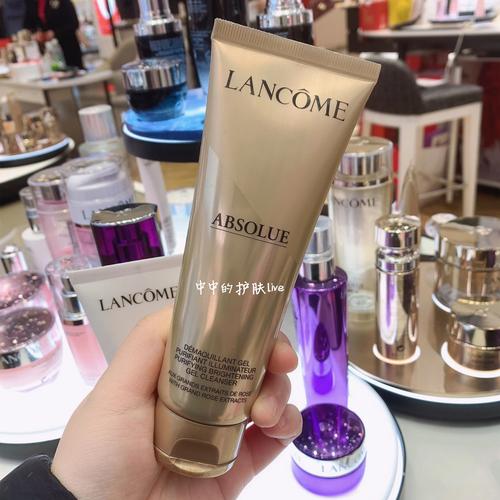 LANCÔME
ABSOLUE
中中的护肤live
LANCÔME
DÉMAQUILLANT GEL
PURIFIANT ILLUMINATEUR
PURIFYING BRIGHTENING
GEL CLEANSER
AUX GRANDS EXTRAITS DE ROSE
WITH GRAND ROSE EXTRACTS
LANCÔME
LANCÔME